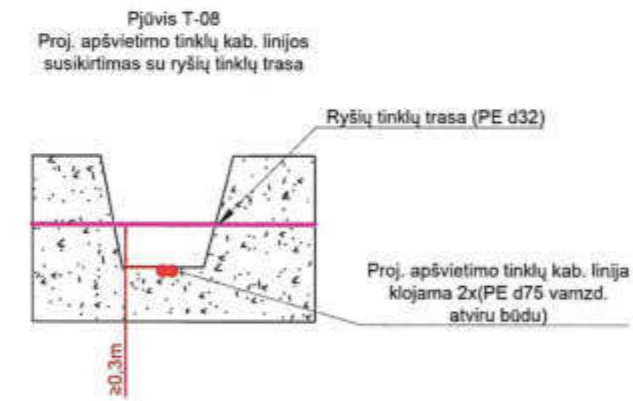 Pjūvis T-08
Proj. apšvietimo tinklų kab. linijos
susikirtimas su ryšių tinklų trasa
Ryšių tinklų trasa (PE d32)
Proj. apšvietimo tinklų kab. linija
klojama 2x(PE d75 vamzd.
atviru būdu)
≥0,3m